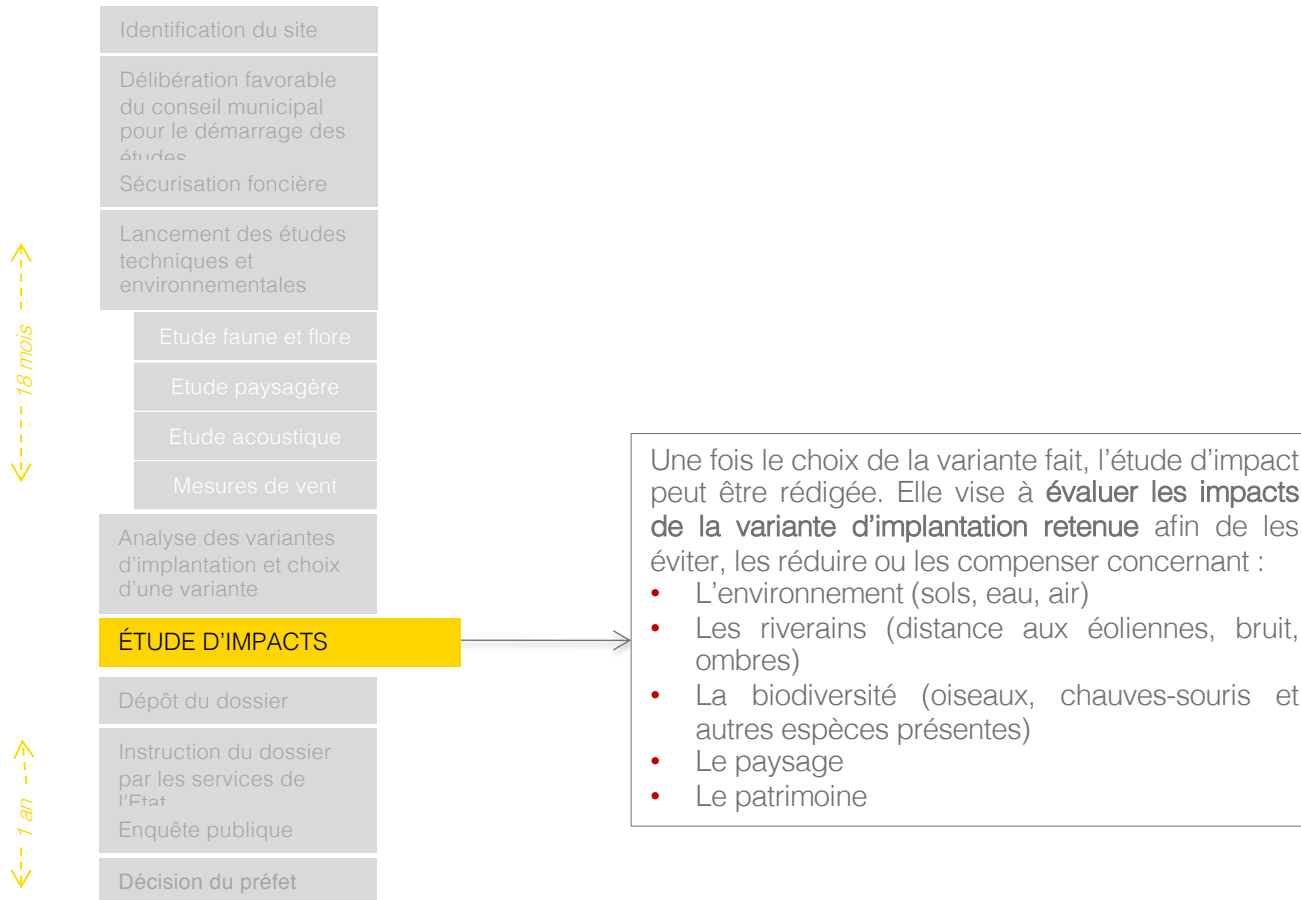 Identification du site
Délibération favorable
du conseil municipal
pour le démarrage des
études
Sécurisation foncière
Lancement des études
techniques et
environnementales
Etude faune et flore
Etude paysagère
Etude acoustique
Mesures de vent
18 mois
Analyse des variantes
d'implantation et choix
d'une variante
ÉTUDE D'IMPACTS
Dépôt du dossier
Instruction du dossier
par les services de
l'Etat
Enquête publique
Décision du préfet
1 an
Une fois le choix de la variante fait, l'étude d'impact
peut être rédigée. Elle vise à évaluer les impacts
de la variante d'implantation retenue afin de les
éviter, les réduire ou les compenser concernant :
• L'environnement (sols, eau, air)
• Les riverains (distance aux éoliennes, bruit,
ombres)
• La biodiversité (oiseaux, chauves-souris et
autres espèces présentes)
• Le paysage
• Le patrimoine